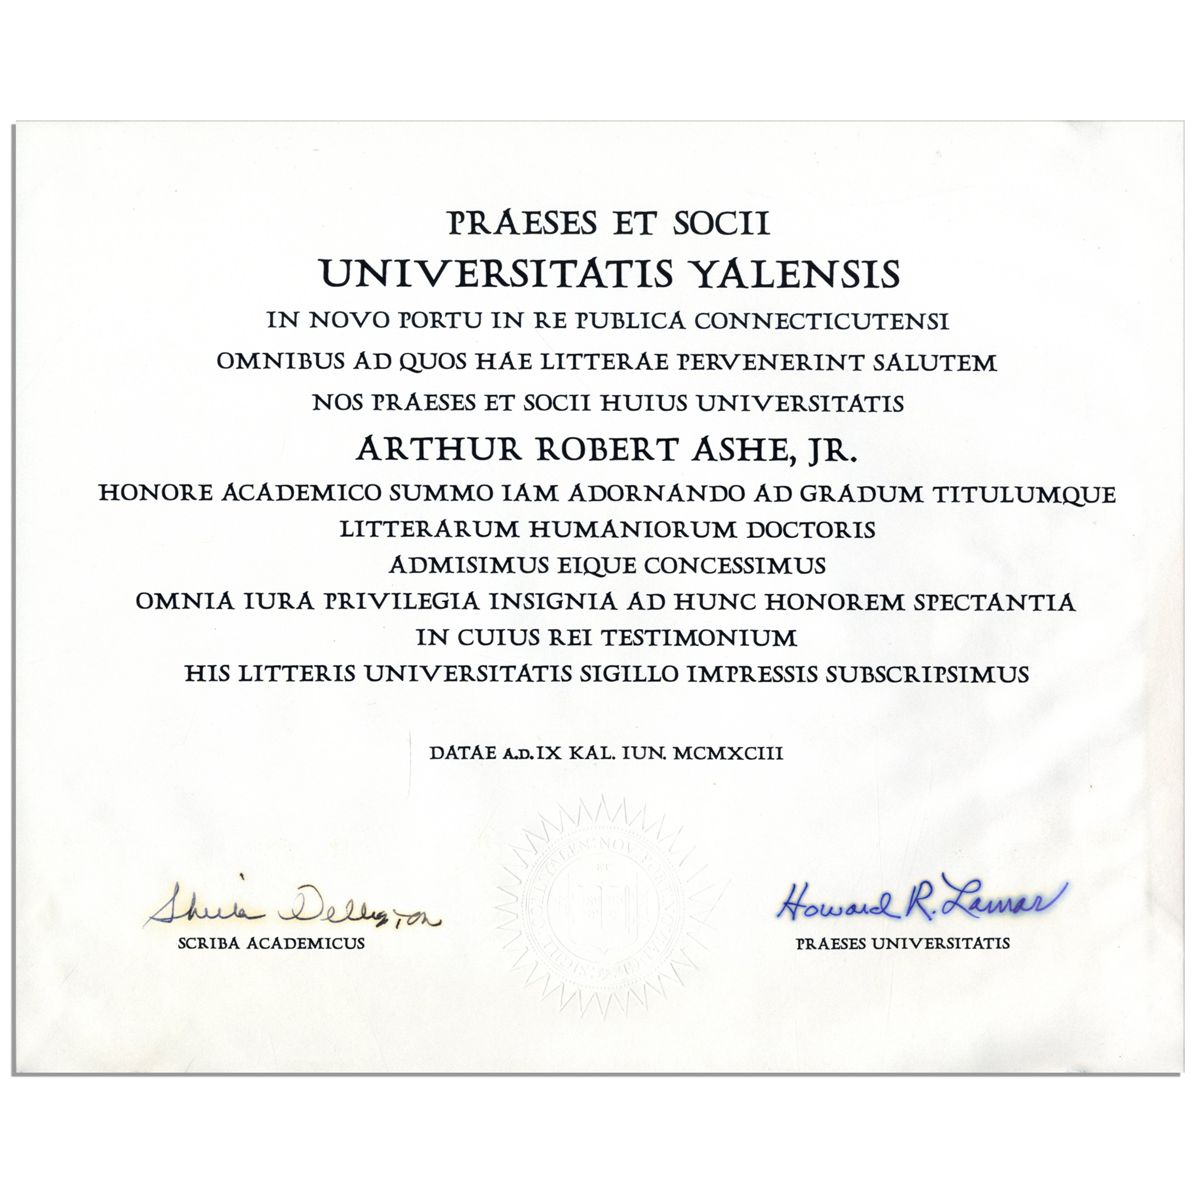 PRAESES ET SOCII
UNIVERSITATIS YALENSIS
IN NOVO PORTU IN RE PUBLICA CONNECTICUTENSI
OMNIBUS AD QUOS HAE LITTERAE PERVENERINT SALUTEM
NOS PRAESES ET SOCII HUIUS UNIVERSITATIS
ARTHUR ROBERT ASHE, JR.
HONORE ACADEMICO SUMMO IAM ADORNANDO AD GRADUM TITULUMQUE
LITTERARUM HUMANIORUM DOCTORIS
ADMISIMUS EIQUE CONCESSIMUS
OMNIA IURA PRIVILEGIA INSIGNIA AD HUNC HONOREM SPECTANTIA
IN CUIUS REI TESTIMONIUM
HIS LITTERIS UNIVERSITATIS SIGILLO IMPRESSIS SUBSCRIPSIMUS
DATAE A.D. IX KAL. IUN. MCMXCIII
Sheila
SCRIBA ACADEMICUS
Howard R. Lamar
PRAESES UNIVERSITATIS